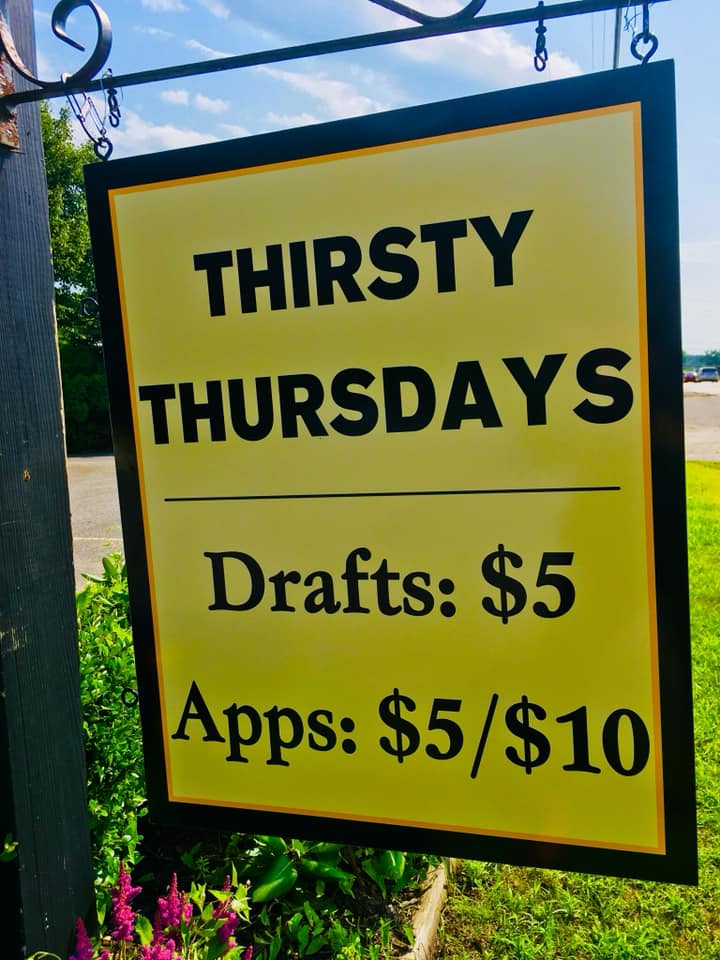 THIRSTY
THURSDAYS
Drafts: $5
Apps: $5/$10